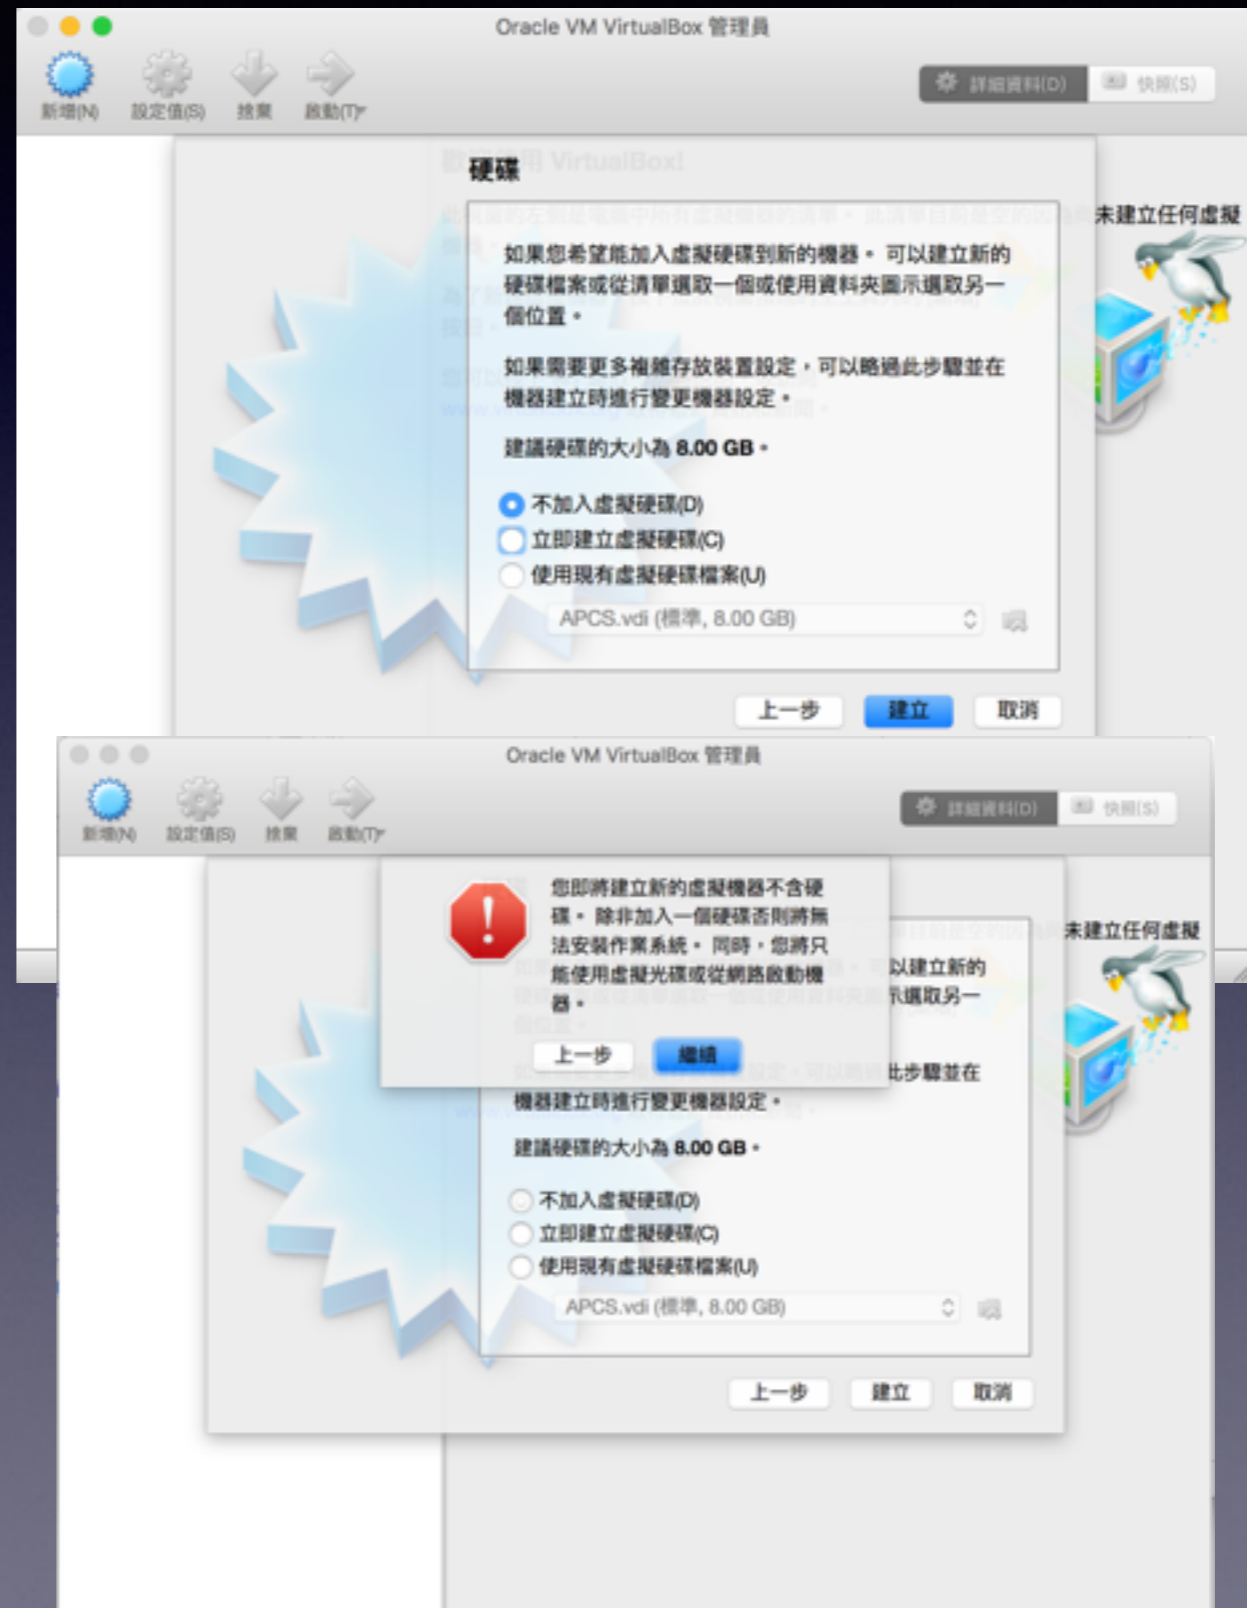 Oracle VM VirtualBox 管理員
新增(N)
設定值(S)
捨棄
啟動(T)
詳細資料(D)
快照(S)
硬碟
未建立任何虛擬
如果您希望能加入虛擬硬碟到新的機器。 可以建立新的
硬碟檔案或從清單選取一個或使用資料夾圖示選取另一
個位置。
如果需要更多複雜存放裝置設定,可以略過此步驟並在
機器建立時進行變更機器設定。
建議硬碟的大小為 8.00 GB。
不加入虛擬硬碟(D)
立即建立虛擬硬碟(C)
使用現有虛擬硬碟檔案(U)
APCS.vdi (標準, 8.00 GB)
上一步
建立
取消
Oracle VM VirtualBox 管理員
新增(N)
設定值(S)
捨棄
啟動(T)
詳細資料(D)
快照(S)
您即將建立新的虛擬機器不含硬
碟。 除非加入一個硬碟否則將無
法安裝作業系統。 同時,您將只
能使用虛擬光碟或從網路啟動機
器。
上一步
繼續
未建立任何虛擬
以建立新的
示選取另一
此步驟並在
機器建立時進行變更機器設定。
建議硬碟的大小為 8.00 GB。
不加入虛擬硬碟(D)
立即建立虛擬硬碟(C)
使用現有虛擬硬碟檔案(U)
APCS.vdi (標準, 8.00 GB)
上一步
建立
取消